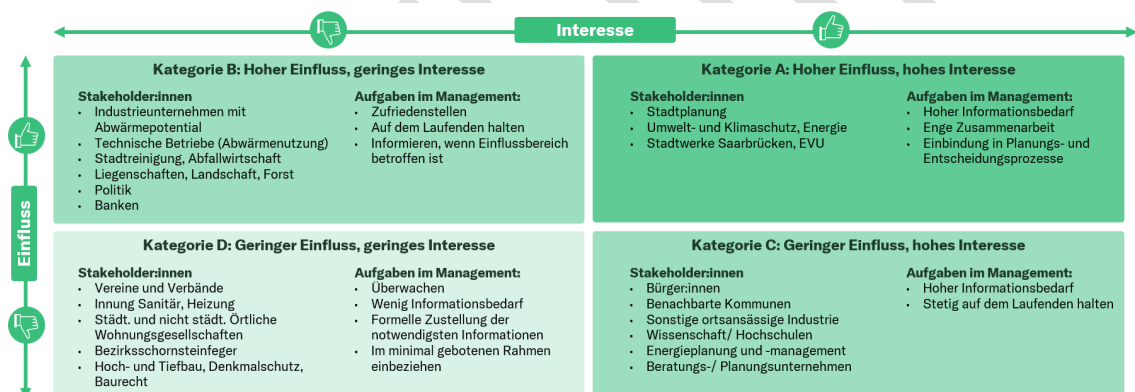 Interesse
Einfluss
Kategorie B: Hoher Einfluss, geringes Interesse
Stakeholder:innen
• Industrieunternehmen mit
Abwärmepotential
• Technische Betriebe (Abwärmenutzung)
• Stadtreinigung, Abfallwirtschaft
• Liegenschaften, Landschaft, Forst
• Politik
• Banken
Aufgaben im Management:
• Zufriedenstellen
• Auf dem Laufenden halten
• Informieren, wenn Einflussbereich
betroffen ist
Kategorie A: Hoher Einfluss, hohes Interesse
Stakeholder:innen
• Stadtplanung
• Umwelt- und Klimaschutz, Energie
• Stadtwerke Saarbrücken, EVU
Aufgaben im Management:
• Hoher Informationsbedarf
• Enge Zusammenarbeit
• Einbindung in Planungs- und
Entscheidungsprozesse
Kategorie D: Geringer Einfluss, geringes Interesse
Stakeholder:innen
• Vereine und Verbände
• Innung Sanitär, Heizung
• Städt. und nicht städt. Örtliche
Wohnungsgesellschaften
• Bezirksschornsteinfeger
• Hoch- und Tiefbau, Denkmalschutz,
Baurecht
Aufgaben im Management:
• Überwachen
• Wenig Informationsbedarf
• Formelle Zustellung der
notwendigsten Informationen
• Im minimal gebotenen Rahmen
einbeziehen
Kategorie C: Geringer Einfluss, hohes Interesse
Stakeholder:innen
• Bürger:innen
• Benachbarte Kommunen
• Sonstige ortsansässige Industrie
• Wissenschaft/ Hochschulen
• Energieplanung und -management
• Beratungs-/ Planungsunternehmen
Aufgaben im Management:
• Hoher Informationsbedarf
• Stetig auf dem Laufenden halten